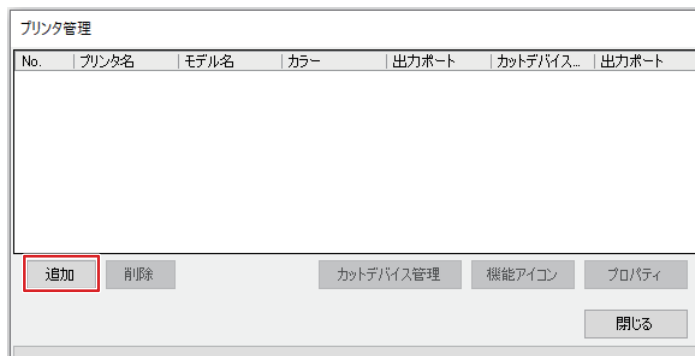 プリンタ管理
No. プリンタ名 モデル名 カラー 出力ポート カットデバイス... 出力ポート
追加 削除 カットデバイス管理 機能アイコン プロパティ
閉じる